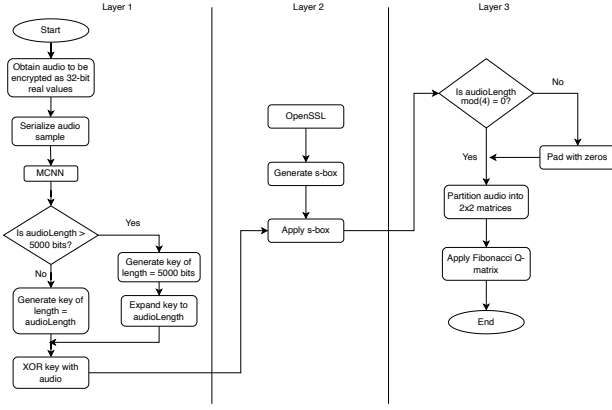 Layer 1
Start
Obtain audio to be
encrypted as 32-bit
real values
Serialize audio
sample
MCNN
Is audioLength >
5000 bits?
Yes
No
Generate key of
length = 5000 bits
Expand key to
audioLength
Generate key of
length =
audioLength
XOR key with
audio
Layer 2
OpenSSL
Generate s-box
Apply s-box
Layer 3
Is audioLength
mod(4) = 0?
No
Yes
Pad with zeros
Partition audio into
2x2 matrices
Apply Fibonacci Q-
matrix
End